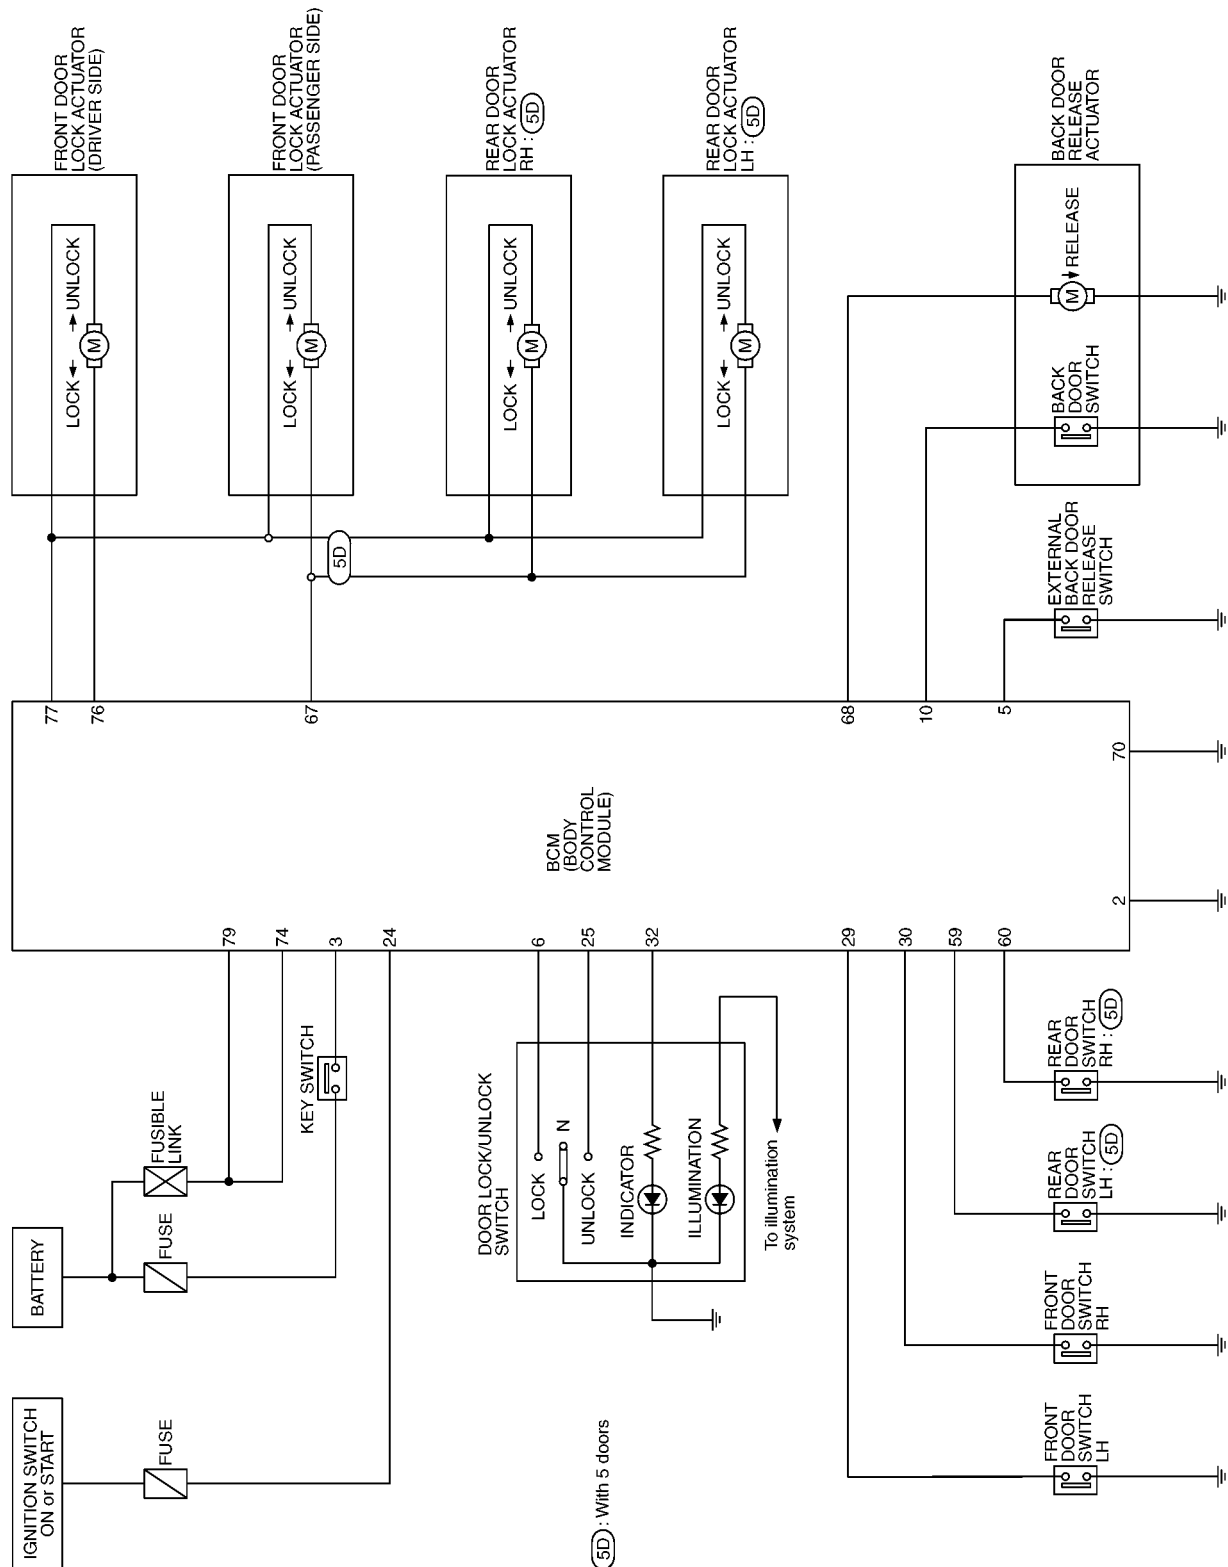 IGNITION SWITCH
ON or START
BATTERY
FUSE
FUSE
FUSIBLE
LINK
KEY SWITCH
DOOR LOCK/UNLOCK
SWITCH
LOCK
N
UNLOCK
INDICATOR
ILLUMINATION
To illumination
system
5D : With 5 doors
79
74
3
24
6
25
32
29
30
59
60
BCM
(BODY
CONTROL
MODULE)
77
76
67
68
10
5
2
70
FRONT DOOR
LOCK ACTUATOR
(DRIVER SIDE)
LOCK
UNLOCK
M
FRONT DOOR
LOCK ACTUATOR
(PASSENGER SIDE)
LOCK
UNLOCK
M
5D
REAR DOOR
LOCK ACTUATOR
RH : 5D
LOCK
UNLOCK
M
REAR DOOR
LOCK ACTUATOR
LH : 5D
LOCK
UNLOCK
M
FRONT
DOOR
SWITCH
LH
FRONT
DOOR
SWITCH
RH
REAR
DOOR
SWITCH
LH : 5D
REAR
DOOR
SWITCH
RH : 5D
EXTERNAL
BACK DOOR
RELEASE
SWITCH
BACK
DOOR
SWITCH
M
RELEASE
BACK DOOR
RELEASE
ACTUATOR